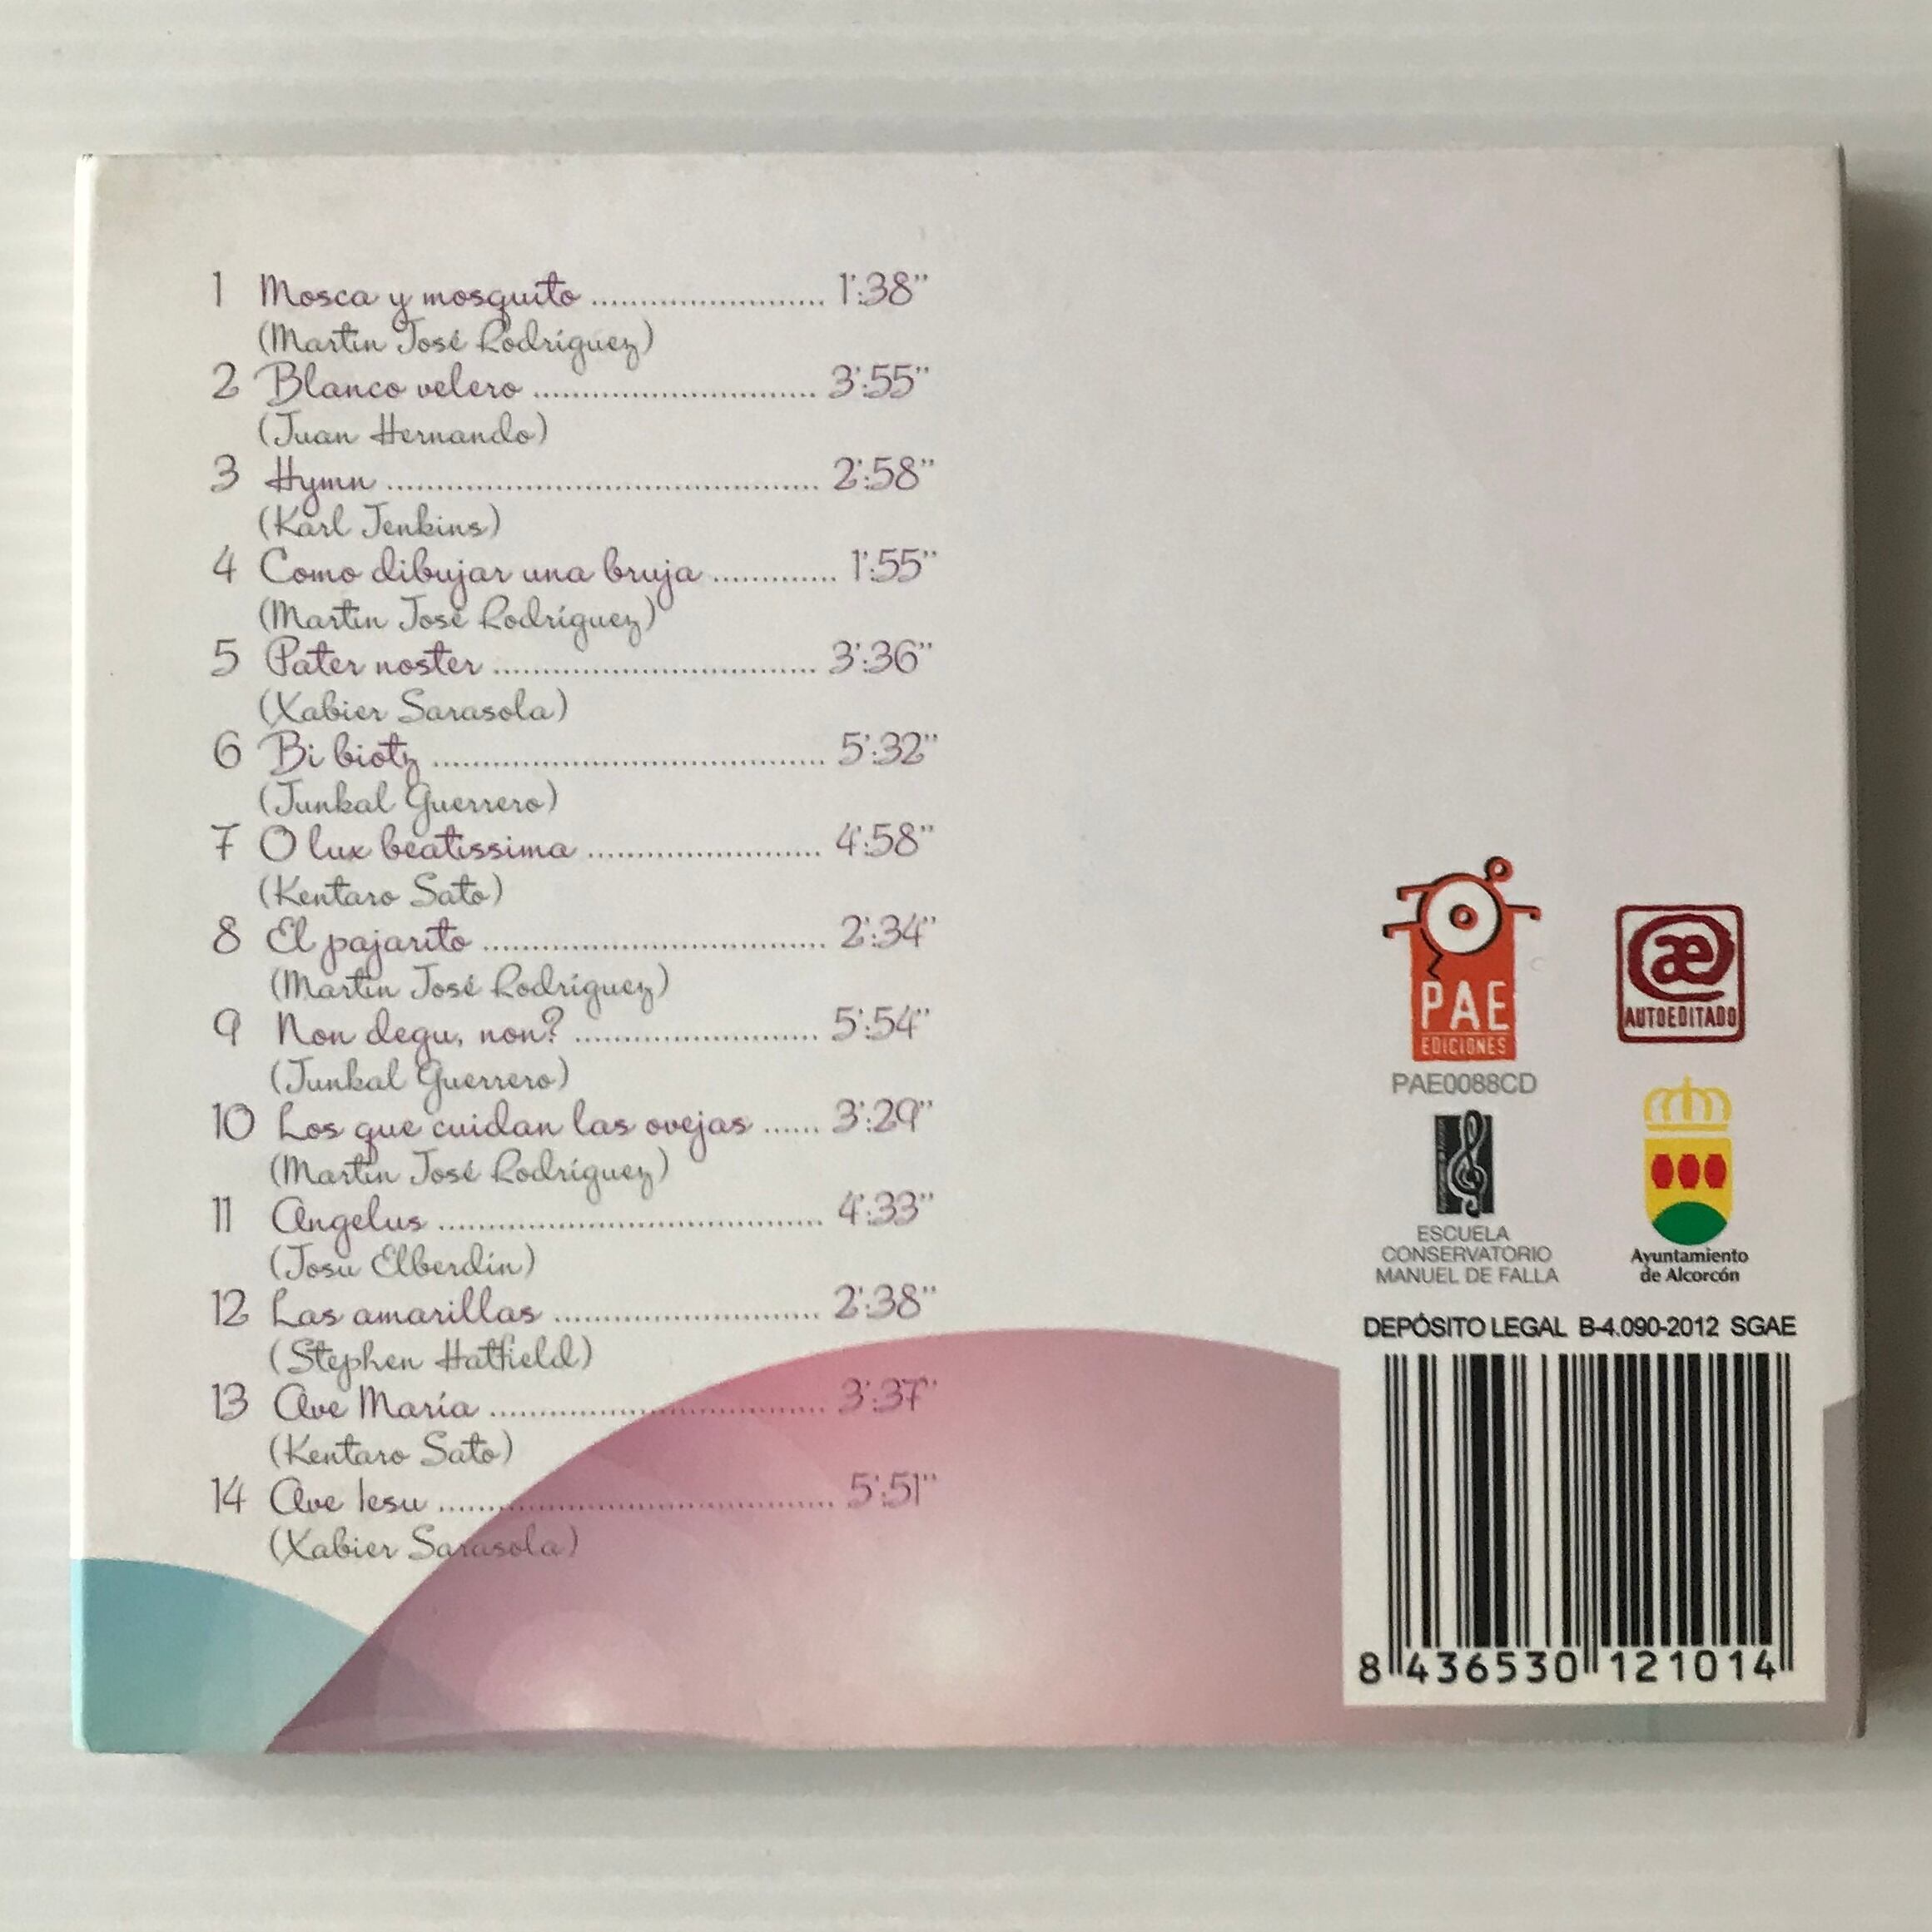 1 Mosca y mosquito ........................ 1':38''
(Martín José Rodríguez)
2 Blanco velero ............................. 3':55''
(Juan Hernando)
3 Hymn ............................................ 2':58''
(Karl Jenkins)
4 Como dibujar una bruja ............. 1':55''
(Martín José Rodríguez)
5 Pater noster ................................. 3':36''
(Xabier Sarasola)
6 Bi biotz ........................................ 5':32''
(Junkal Guerrero)
7 O lux beatissima ........................ 4':58''
(Kentaro Sato)
8 El pajarito ................................... 2':34''
(Martín José Rodríguez)
9 Non degu, non? ......................... 5':54''
(Junkal Guerrero)
10 Los que cuidan las ovejas ...... 3':29''
(Martín José Rodríguez)
11 Angelus ....................................... 4':33''
(Josu Elberdin)
12 Las amarillas ........................... 2':38''
(Stephen Hatfield)
13 Ave María .................................. 3':37''
(Kentaro Sato)
14 Ave Iesu ........................................ 5':51''
(Xabier Sarasola)
PAE
EDICIONES
PAE0088CD
æ
AUTOEDITADO
ESCUELA
CONSERVATORIO
MANUEL DE FALLA
Ayuntamiento
de Alcorcón
DEPÓSITO LEGAL B-4.090-2012 SGAE
8 436530 121014